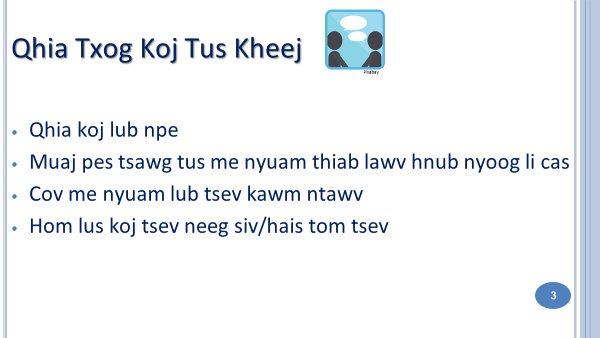 Qhia Txog Koj Tus Kheej
Pixabay
Qhia koj lub npe
Muaj pes tsawg tus me nyuam thiab lawv hnub nyoog li cas
Cov me nyuam lub tsev kawm ntawv
Hom lus koj tsev neeg siv/hais tom tsev
3